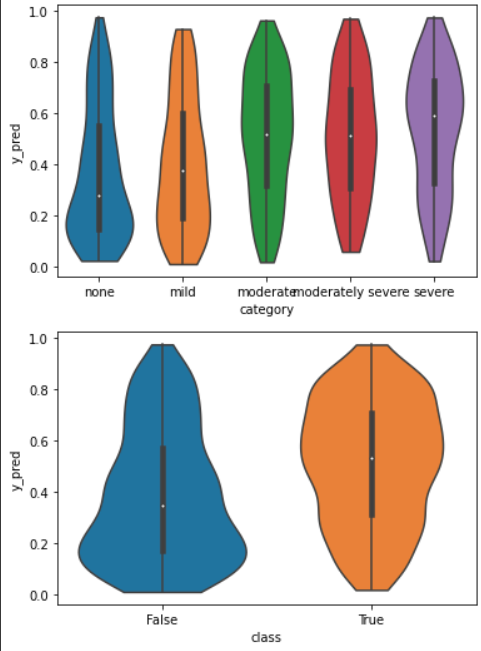 1.0
0.8
0.6
0.4
0.2
0.0
y_pred
none mild moderate moderately severe severe
category
1.0
0.8
0.6
0.4
0.2
0.0
y_pred
False True
class